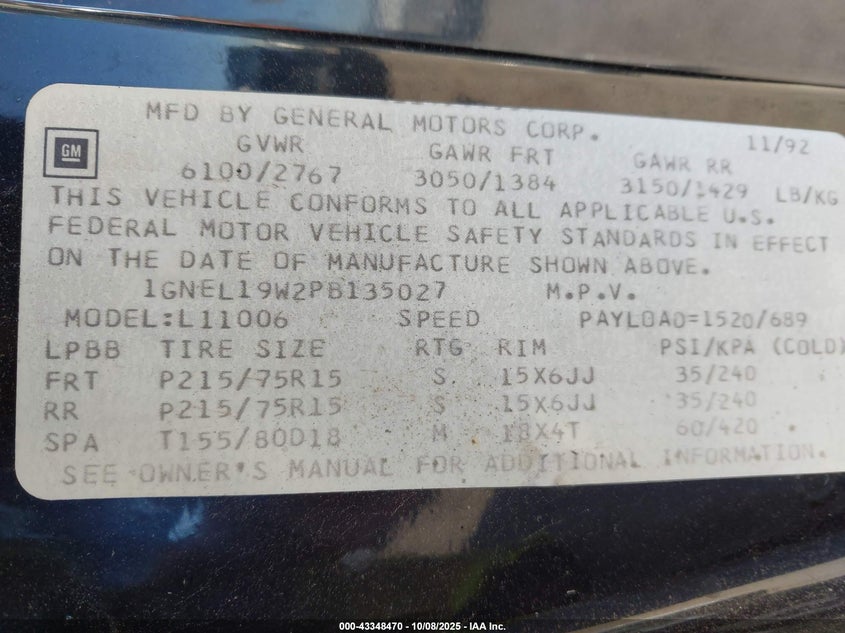 MFD BY GENERAL MOTORS CORP. 11/92
GM
GVWR GAWR FRT GAWR RR
6100/2767 3050/1384 3150/1429 LB/KG
THIS VEHICLE CONFORMS TO ALL APPLICABLE U.S.
FEDERAL MOTOR VEHICLE SAFETY STANDARDS IN EFFECT
ON THE DATE OF MANUFACTURE SHOWN ABOVE.
1GNEL19W2PB135027 M.P.V.
MODEL:L11006 SPEED PAYLOAD=1520/689
LPBB TIRE SIZE RTG RIM PSI/KPA (COLD)
FRT P215/75R15 S 15X6JJ 35/240
RR P215/75R15 S 15X6JJ 35/240
SPA T155/80D18 M 18X4T 60/420
SEE OWNER'S MANUAL FOR ADDITIONAL INFORMATION.
000-43348470 - 10/08/2025 - IAA Inc.